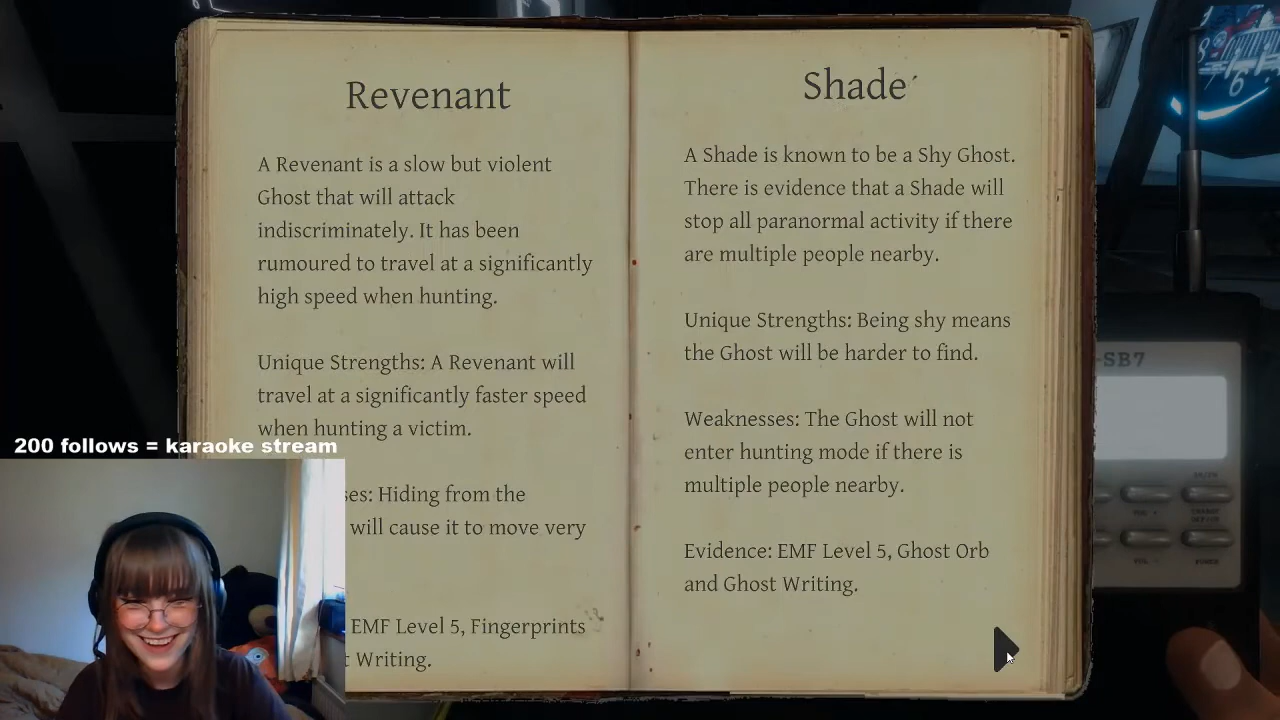 Revenant
A Revenant is a slow but violent
Ghost that will attack
indiscriminately. It has been
rumoured to travel at a significantly
high speed when hunting.
Unique Strengths: A Revenant will
travel at a significantly faster speed
when hunting a victim.
ses: Hiding from the
will cause it to move very
EMF Level 5, Fingerprints
t Writing.
Shade
A Shade is known to be a Shy Ghost.
There is evidence that a Shade will
stop all paranormal activity if there
are multiple people nearby.
Unique Strengths: Being shy means
the Ghost will be harder to find.
Weaknesses: The Ghost will not
enter hunting mode if there is
multiple people nearby.
Evidence: EMF Level 5, Ghost Orb
and Ghost Writing.
200 follows = karaoke stream
-SB7
8
6